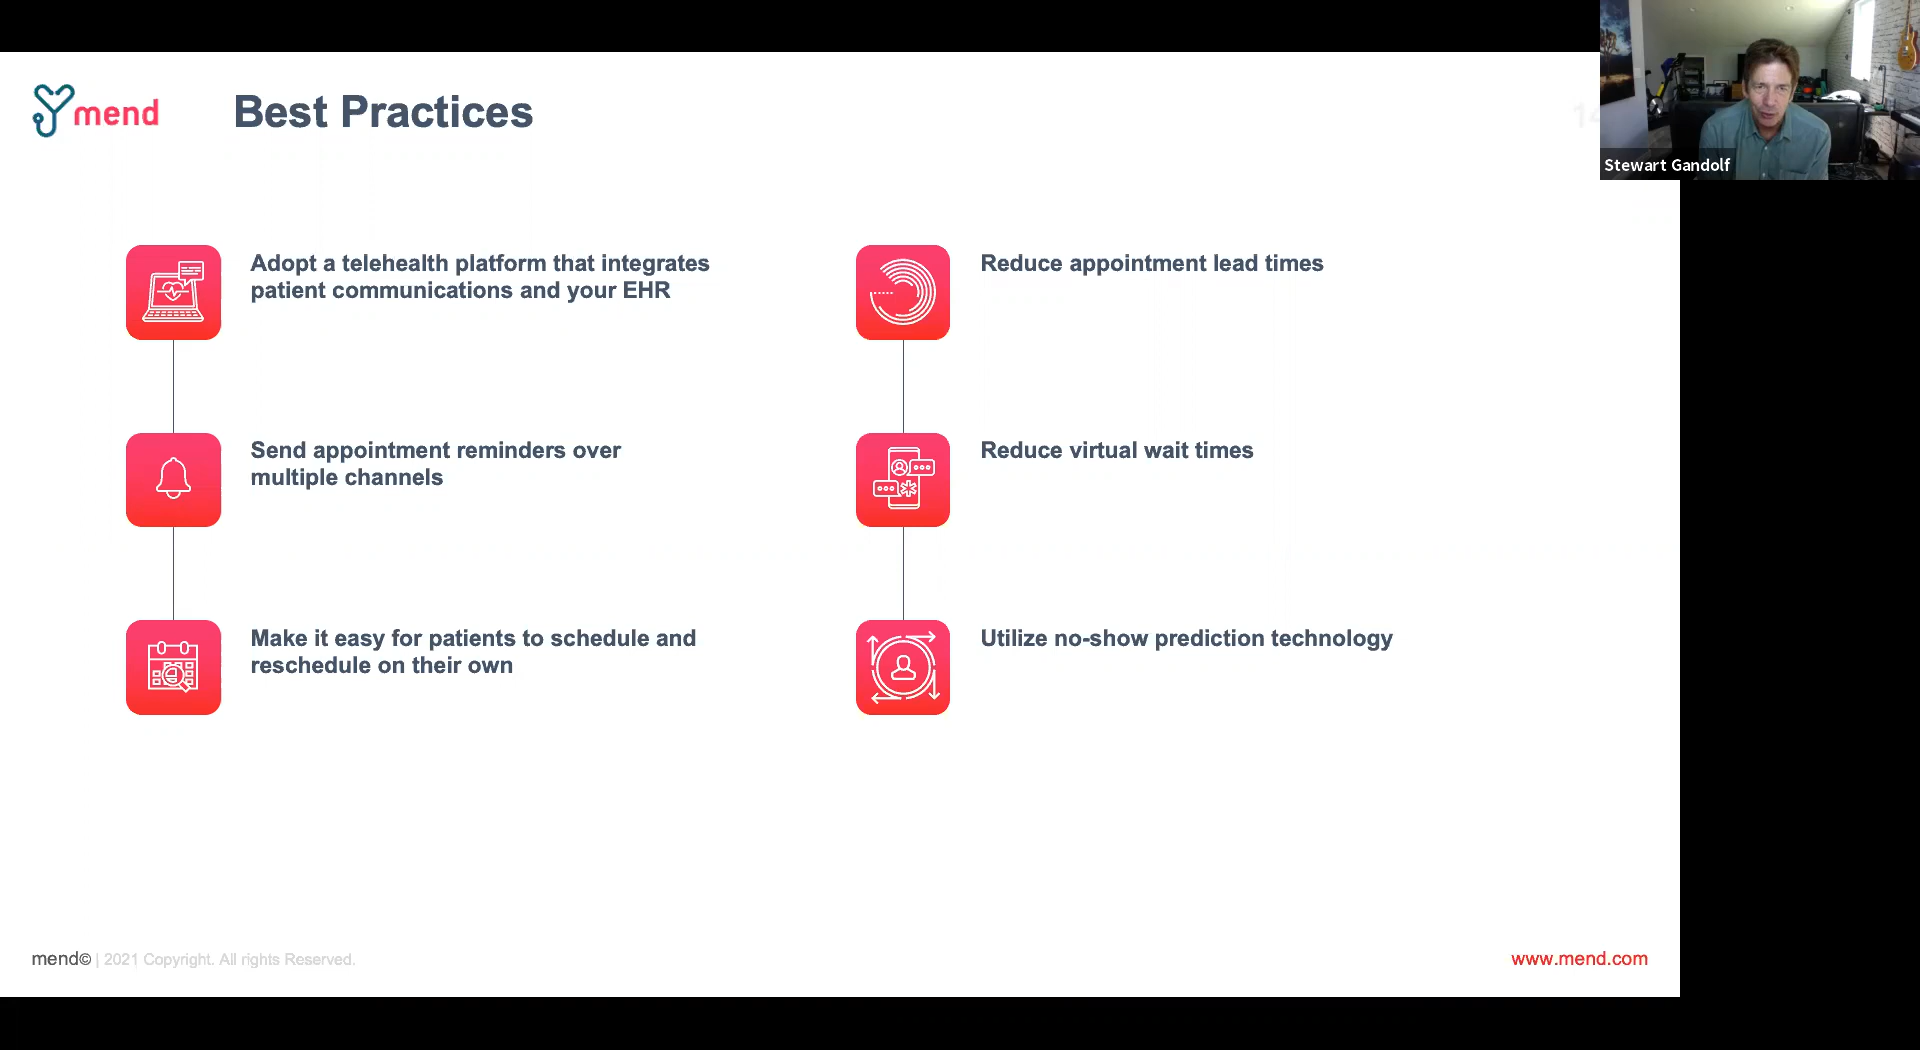 mend
Best Practices
Stewart Gandolf
Adopt a telehealth platform that integrates
patient communications and your EHR
Send appointment reminders over
multiple channels
Make it easy for patients to schedule and
reschedule on their own
Reduce appointment lead times
Reduce virtual wait times
Utilize no-show prediction technology
mend© | 2021 Copyright. All rights Reserved.
www.mend.com